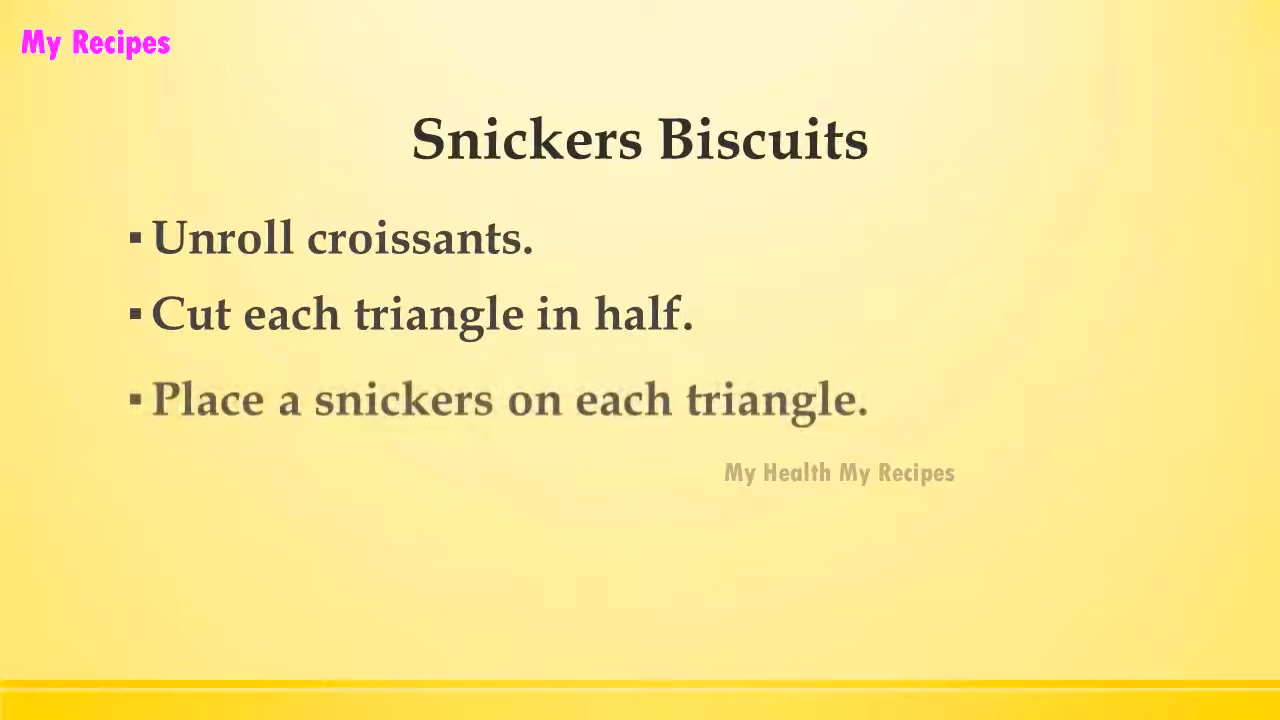 My Recipes
Snickers Biscuits
▪ Unroll croissants.
▪ Cut each triangle in half.
▪ Place a snickers on each triangle.
My Health My Recipes